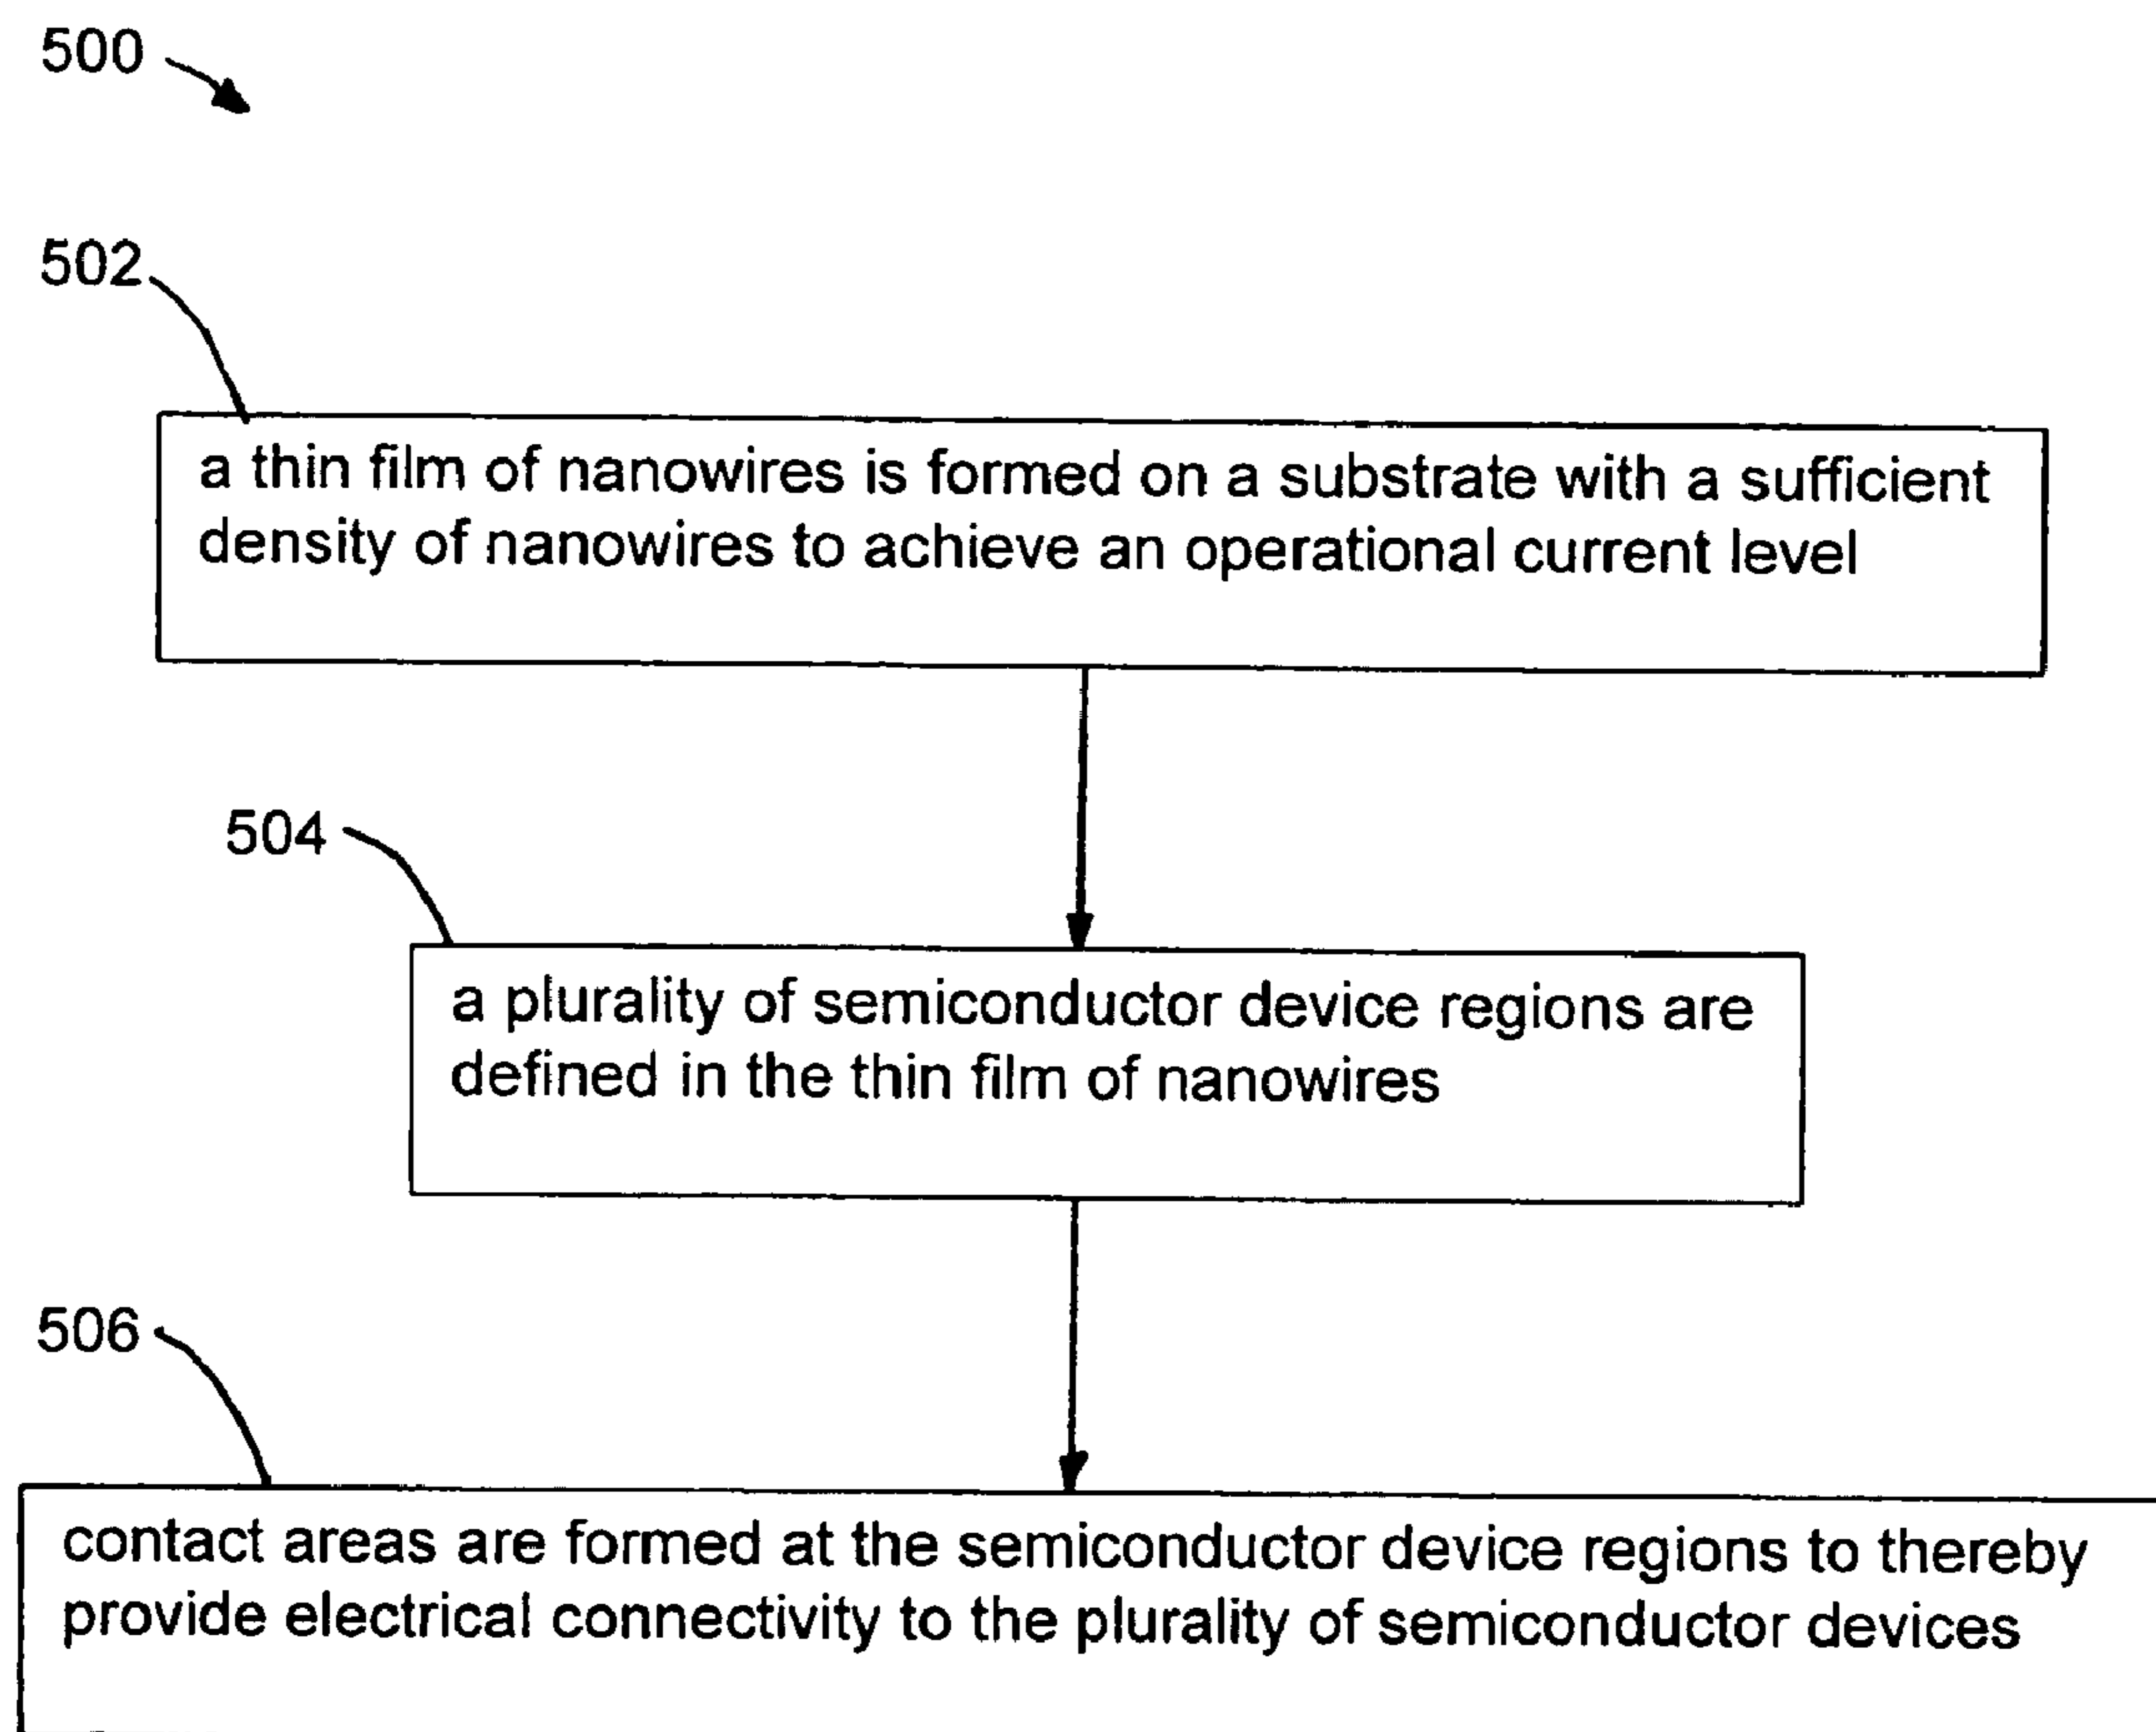 500
502
a thin film of nanowires is formed on a substrate with a sufficient
density of nanowires to achieve an operational current level
504
a plurality of semiconductor device regions are
defined in the thin film of nanowires
506
contact areas are formed at the semiconductor device regions to thereby
provide electrical connectivity to the plurality of semiconductor devices